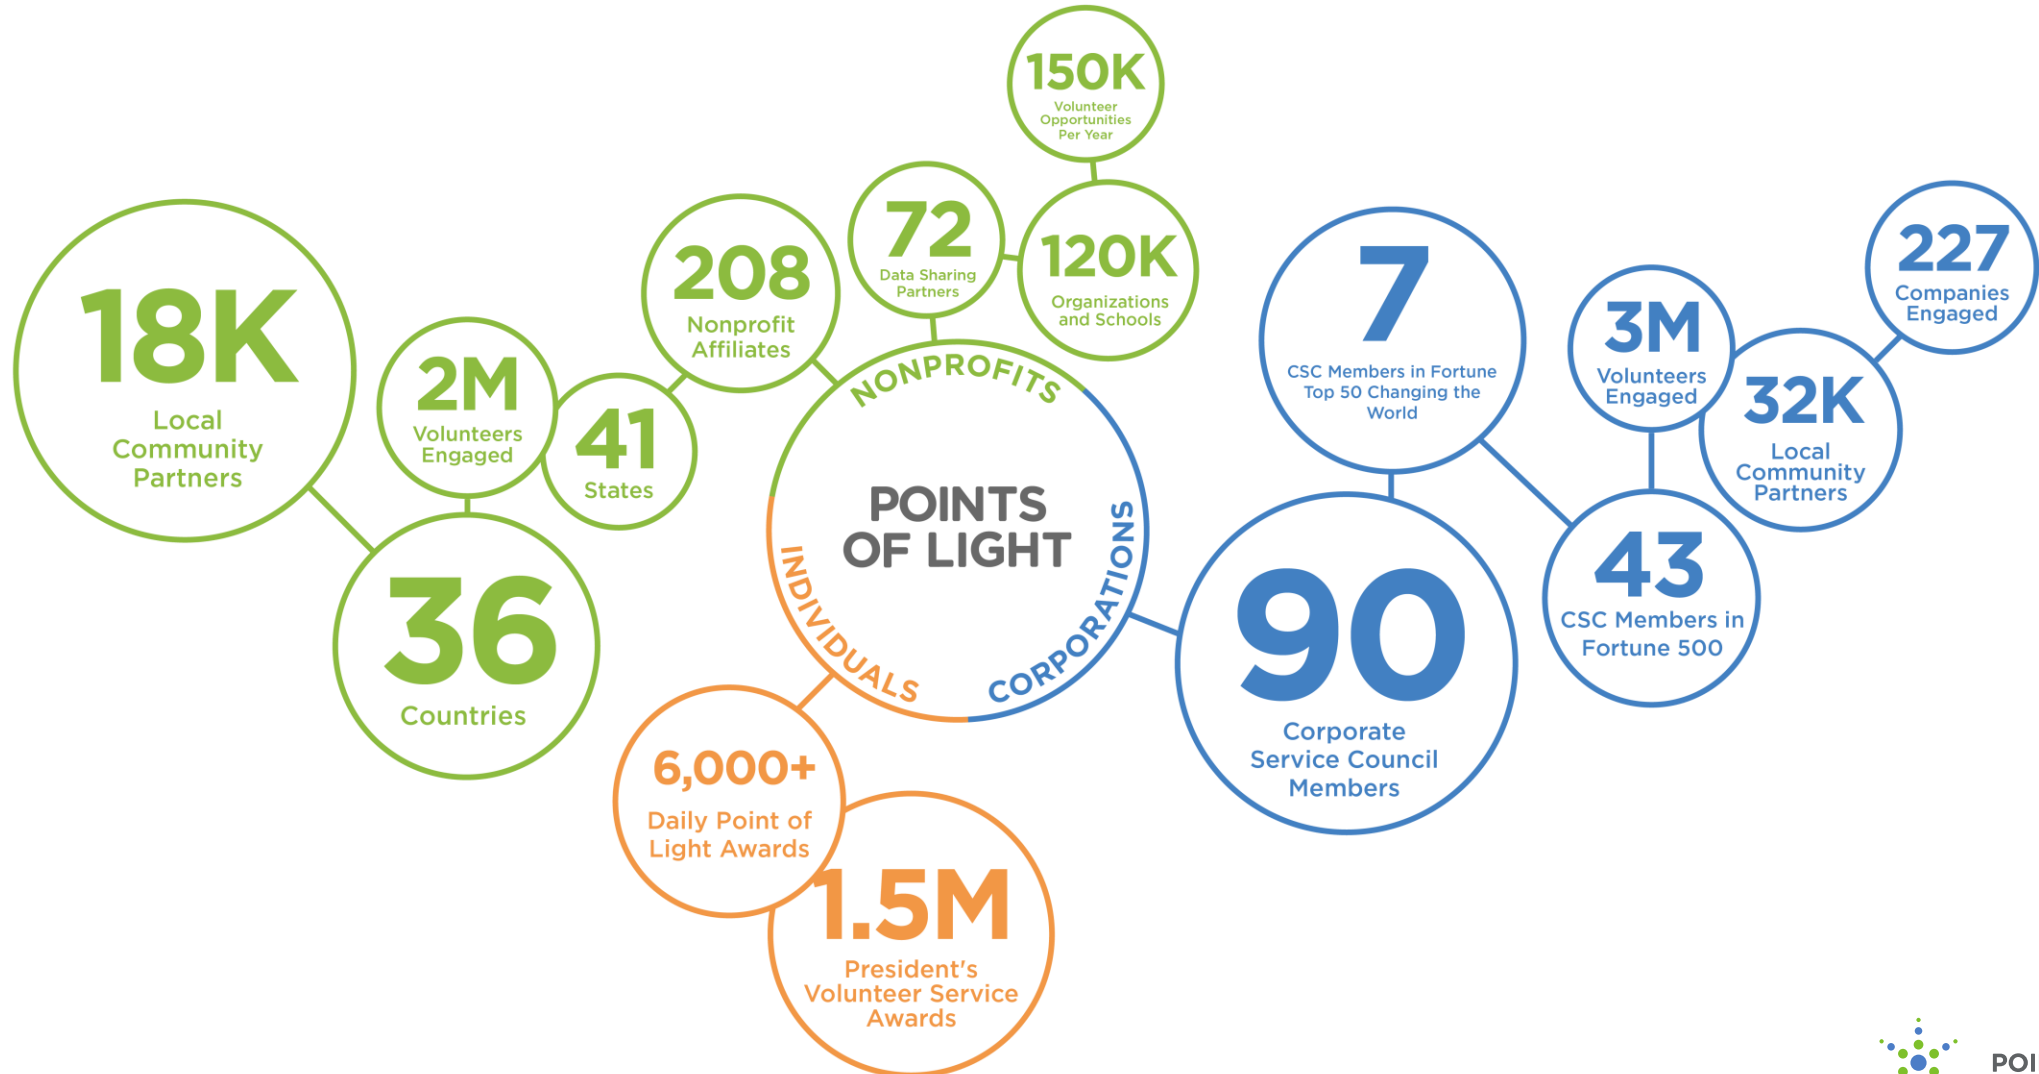 150K
Volunteer
Opportunities
Per Year
72
Data Sharing
Partners
120K
Organizations
and Schools
208
Nonprofit
Affiliates
18K
Local
Community
Partners
2M
Volunteers
Engaged
41
States
36
Countries
NONPROFITS
POINTS
OF LIGHT
INDIVIDUALS
CORPORATIONS
6,000+
Daily Point of
Light Awards
1.5M
President's
Volunteer Service
Awards
7
CSC Members in Fortune
Top 50 Changing the
World
3M
Volunteers
Engaged
227
Companies
Engaged
32K
Local
Community
Partners
43
CSC Members in
Fortune 500
90
Corporate
Service Council
Members
POI